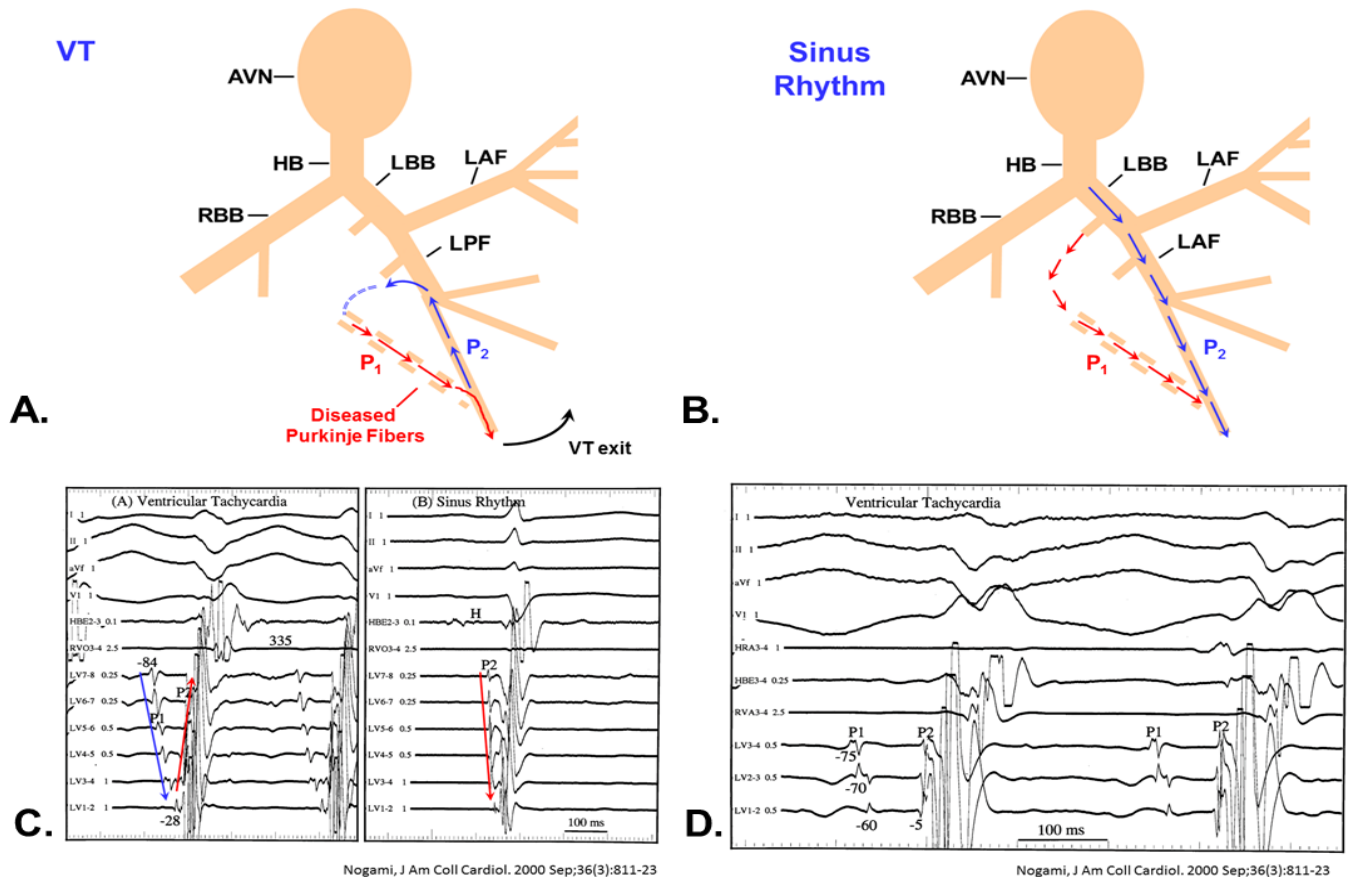 VT
AVN
HB
LBB
LAF
RBB
LPF
P1
P2
Diseased
Purkinje Fibers
VT exit
A.
Sinus
Rhythm
AVN
HB
LBB
LAF
RBB
LAF
P1
P2
B.
(A) Ventricular Tachycardia
I 1
II 1
aVf 1
V1 1
HBE2-3 0.1
RVO3-4 2.5
335
-84
LV7-8 0.25
P2
LV6-7 0.25
P1
LV5-6 0.5
LV4-5 0.5
LV3-4 1
LV1-2 1
-28
(B) Sinus Rhythm
I 1
II 1
aVf 1
V1 1
H
HBE2-3 0.1
RVO3-4 2.5
P2
LV7-8 0.25
LV6-7 0.25
LV5-6 0.5
LV4-5 0.5
LV3-4 1
LV1-2 1
100 ms
C.
Nogami, J Am Coll Cardiol. 2000 Sep;36(3):811-23
Ventricular Tachycardia
I 1
II 1
aVf 1
V1 1
HRA3-4 1
HBE3-4 0.25
RVA3-4 2.5
P1 P2 P1 P2
LV3-4 0.5
-75
LV2-3 0.5
-70
LV1-2 0.5
-60 -5
100 ms
D.
Nogami, J Am Coll Cardiol. 2000 Sep;36(3):811-23